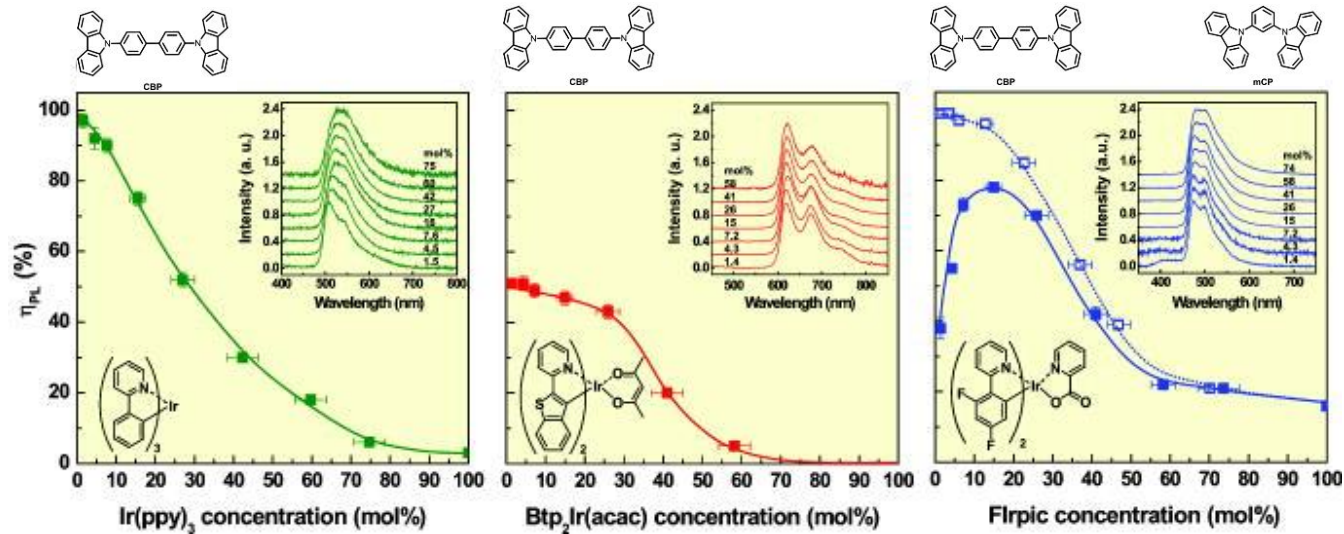 CBP
CBP
CBP
mCP
η_PL (%)
100
80
60
40
20
0
0 10 20 30 40 50 60 70 80 90 100
Ir(ppy)₃ concentration (mol%)
Intensity (a. u.)
2.4
2.0
1.6
1.2
0.8
0.4
0.0
400 500 600 700 800
Wavelength (nm)
mol%
75
42
27
7.6
4.5
1.5
N
Ir
3
0 10 20 30 40 50 60 70 80 90 100
Btp₂Ir(acac) concentration (mol%)
Intensity (a. u.)
2.4
2.0
1.6
1.2
0.8
0.4
0.0
400 500 600 700 800
Wavelength (nm)
mol%
58
41
26
15
7.2
4.3
1.4
N
S
Ir
O
O
2
0 10 20 30 40 50 60 70 80 90 100
FIrpic concentration (mol%)
Intensity (a.u.)
2.4
2.0
1.6
1.2
0.8
0.4
0.0
400 500 600 700
Wavelength (nm)
mol%
74
58
41
26
15
7.2
4.3
1.4
N
F
F
Ir
N
O
O
2